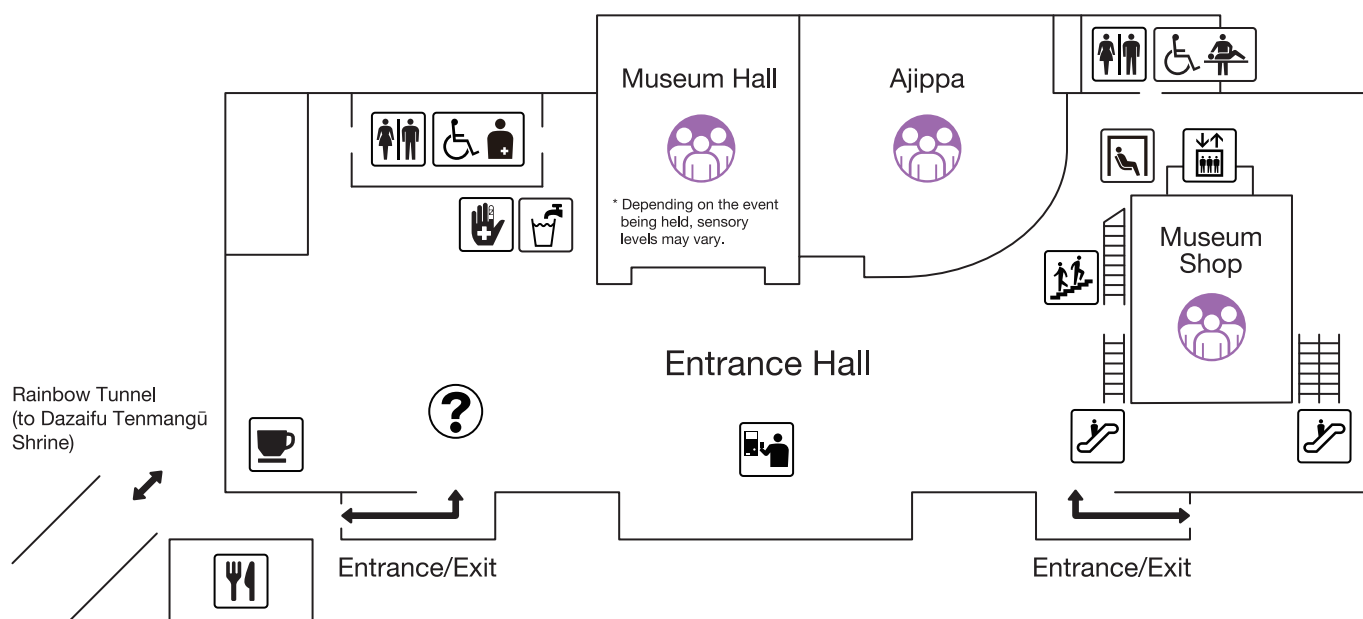 Museum Hall
* Depending on the event
being held, sensory
levels may vary.
Ajippa
Museum
Shop
Entrance Hall
?
Rainbow Tunnel
(to Dazaifu Tenmangū
Shrine)
Entrance/Exit
Entrance/Exit